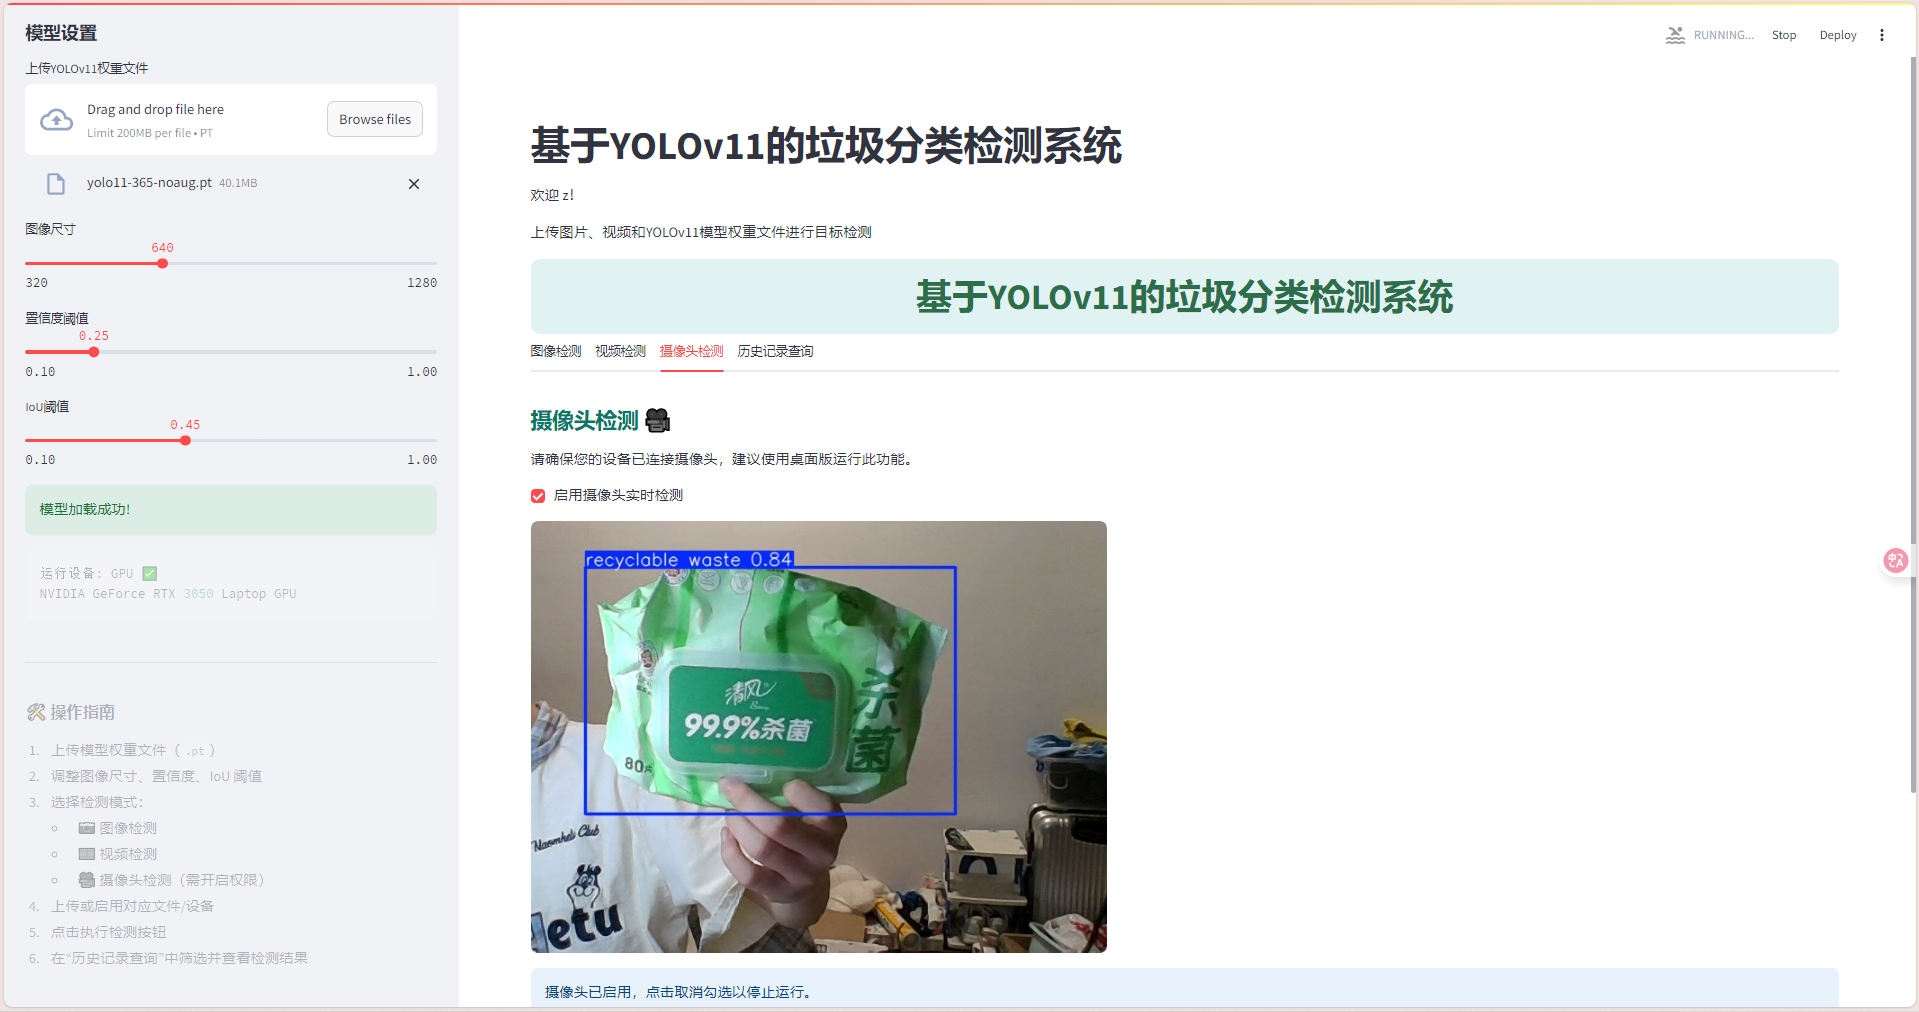 模型设置
上传YOLOv11权重文件
Drag and drop file here
Limit 200MB per file • PT
Browse files
yolo11-365-noaug.pt 40.1MB
图像尺寸
640
320 1280
置信度阈值
0.25
0.10 1.00
IoU阈值
0.45
0.10 1.00
模型加载成功!
运行设备: GPU ✅
NVIDIA GeForce RTX 3050 Laptop GPU
🛠 操作指南
1. 上传模型权重文件（.pt）
2. 调整图像尺寸、置信度、IoU 阈值
3. 选择检测模式：
图像检测
视频检测
摄像头检测（需开启权限）
4. 上传或启用对应文件/设备
5. 点击执行检测按钮
6. 在“历史记录查询”中筛选并查看检测结果
RUNNING... Stop Deploy
基于YOLOv11的垃圾分类检测系统
欢迎 z!
上传图片、视频和YOLOv11模型权重文件进行目标检测
基于YOLOv11的垃圾分类检测系统
图像检测 视频检测 摄像头检测 历史记录查询
摄像头检测 🎥
请确保您的设备已连接摄像头，建议使用桌面版运行此功能。
启用摄像头实时检测
recyclable waste 0.84
清风
99.9%杀菌
杀菌
80片
Naomhels Club
letu
摄像头已启用，点击取消勾选以停止运行。